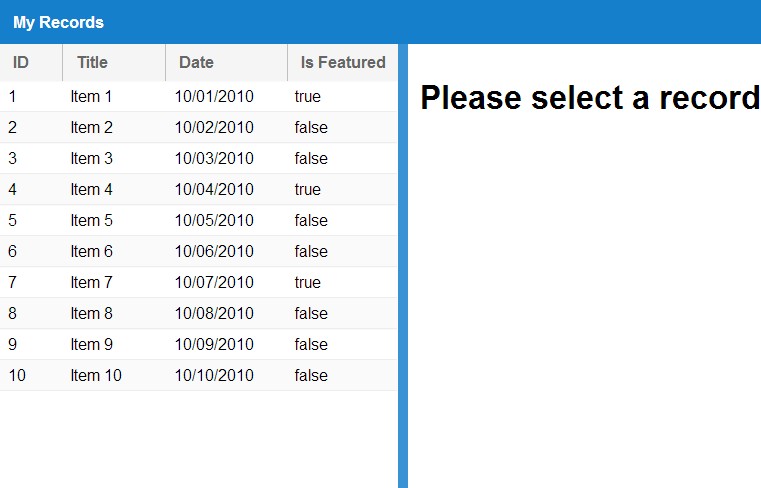 My Records
ID Title Date Is Featured
Please select a record
1 Item 1 10/01/2010 true
2 Item 2 10/02/2010 false
3 Item 3 10/03/2010 false
4 Item 4 10/04/2010 true
5 Item 5 10/05/2010 false
6 Item 6 10/06/2010 false
7 Item 7 10/07/2010 true
8 Item 8 10/08/2010 false
9 Item 9 10/09/2010 false
10 Item 10 10/10/2010 false